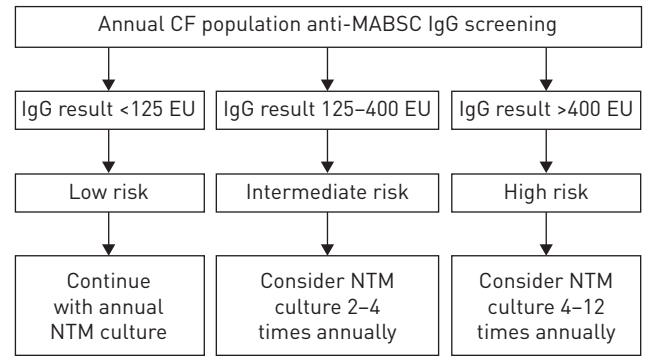 Annual CF population anti-MABSC IgG screening
IgG result <125 EU
IgG result 125–400 EU
IgG result >400 EU
Low risk
Intermediate risk
High risk
Continue
with annual
NTM culture
Consider NTM
culture 2–4
times annually
Consider NTM
culture 4–12
times annually